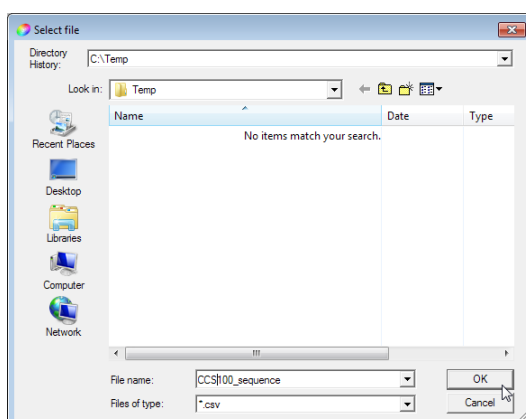 Select file
Directory
History:
C:\Temp
Look in:
Temp
Name
Date
Type
No items match your search.
Recent Places
Desktop
Libraries
Computer
Network
File name:
CCS100_sequence
OK
Files of type:
*.csv
Cancel